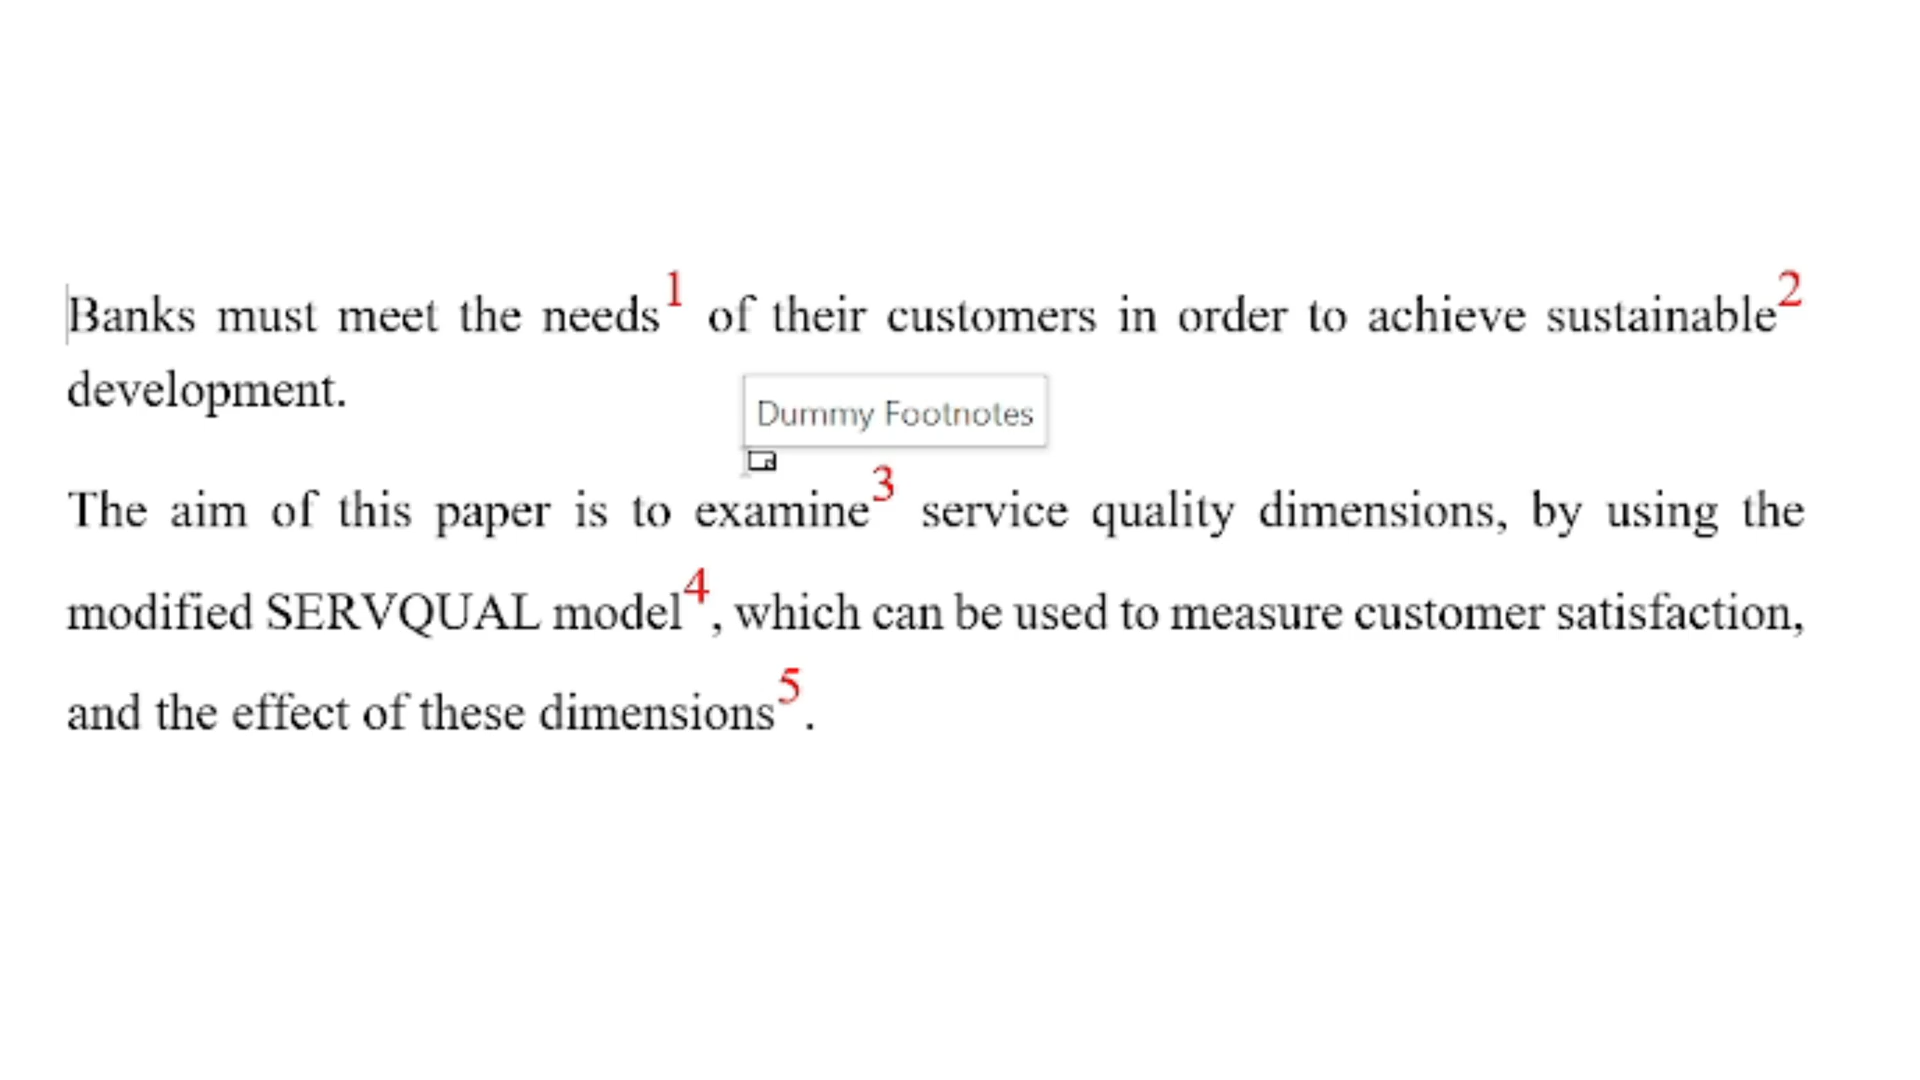 Banks must meet the needs1 of their customers in order to achieve sustainable2
development.
Dummy Footnotes
The aim of this paper is to examine3 service quality dimensions, by using the
modified SERVQUAL model4, which can be used to measure customer satisfaction,
and the effect of these dimensions5.